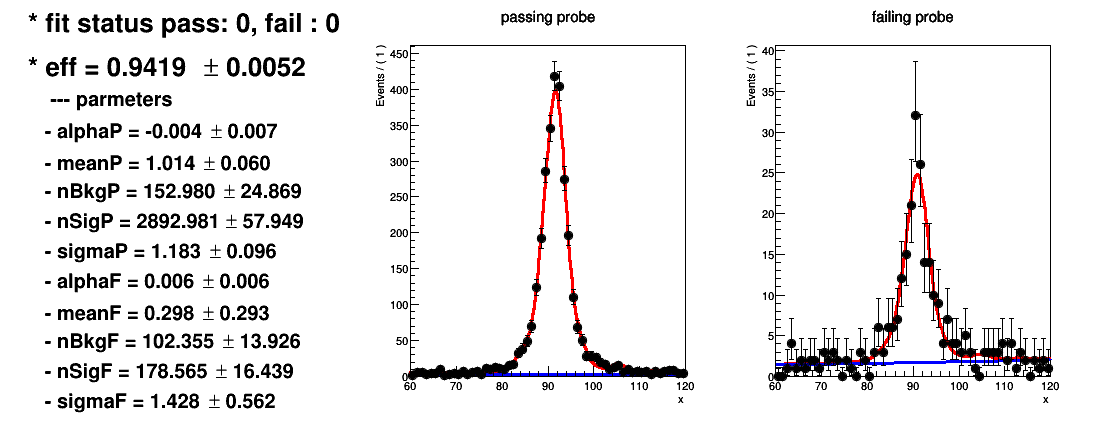 * fit status pass: 0, fail : 0
* eff = 0.9419 ± 0.0052
--- parmeters
- alphaP = -0.004 ± 0.007
- meanP = 1.014 ± 0.060
- nBkgP = 152.980 ± 24.869
- nSigP = 2892.981 ± 57.949
- sigmaP = 1.183 ± 0.096
- alphaF = 0.006 ± 0.006
- meanF = 0.298 ± 0.293
- nBkgF = 102.355 ± 13.926
- nSigF = 178.565 ± 16.439
- sigmaF = 1.428 ± 0.562
passing probe
Events / ( 1 )
450
400
350
300
250
200
150
100
50
0
60 70 80 90 100 110 120
x
failing probe
Events / ( 1 )
40
35
30
25
20
15
10
5
0
60 70 80 90 100 110 120
x